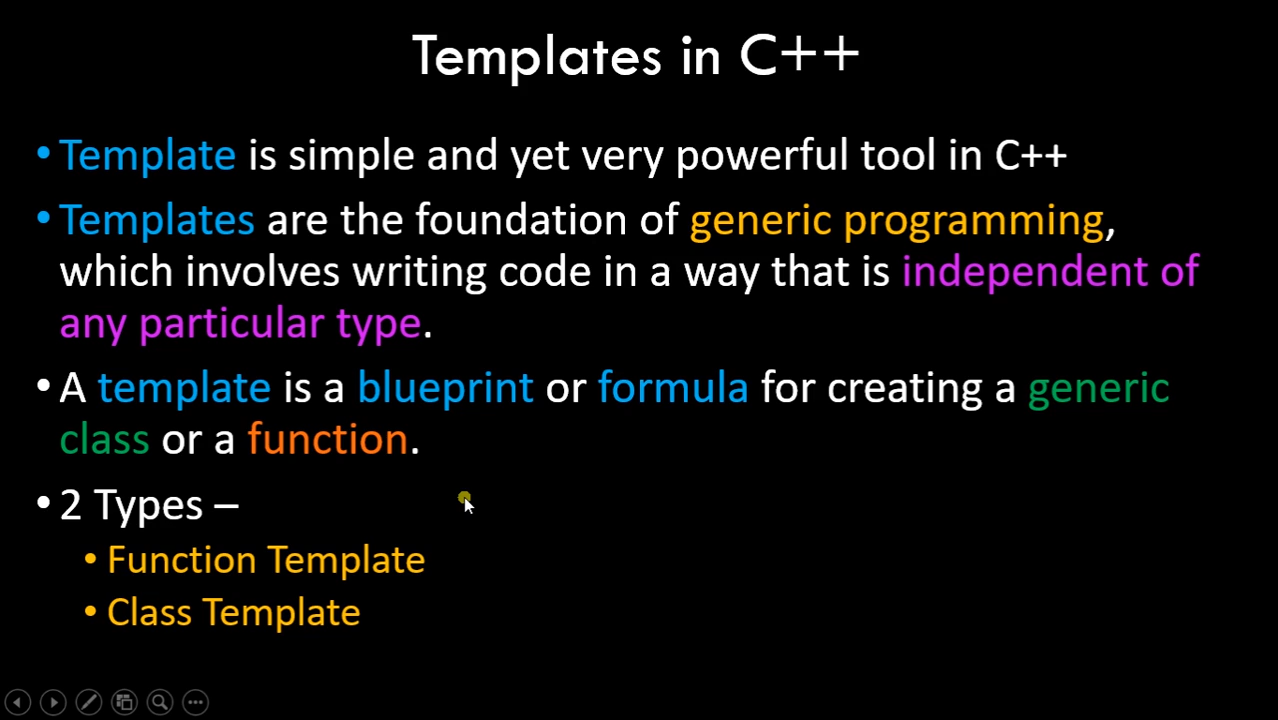 Templates in C++
• Template is simple and yet very powerful tool in C++
• Templates are the foundation of generic programming,
which involves writing code in a way that is independent of
any particular type.
• A template is a blueprint or formula for creating a generic
class or a function.
• 2 Types –
• Function Template
• Class Template